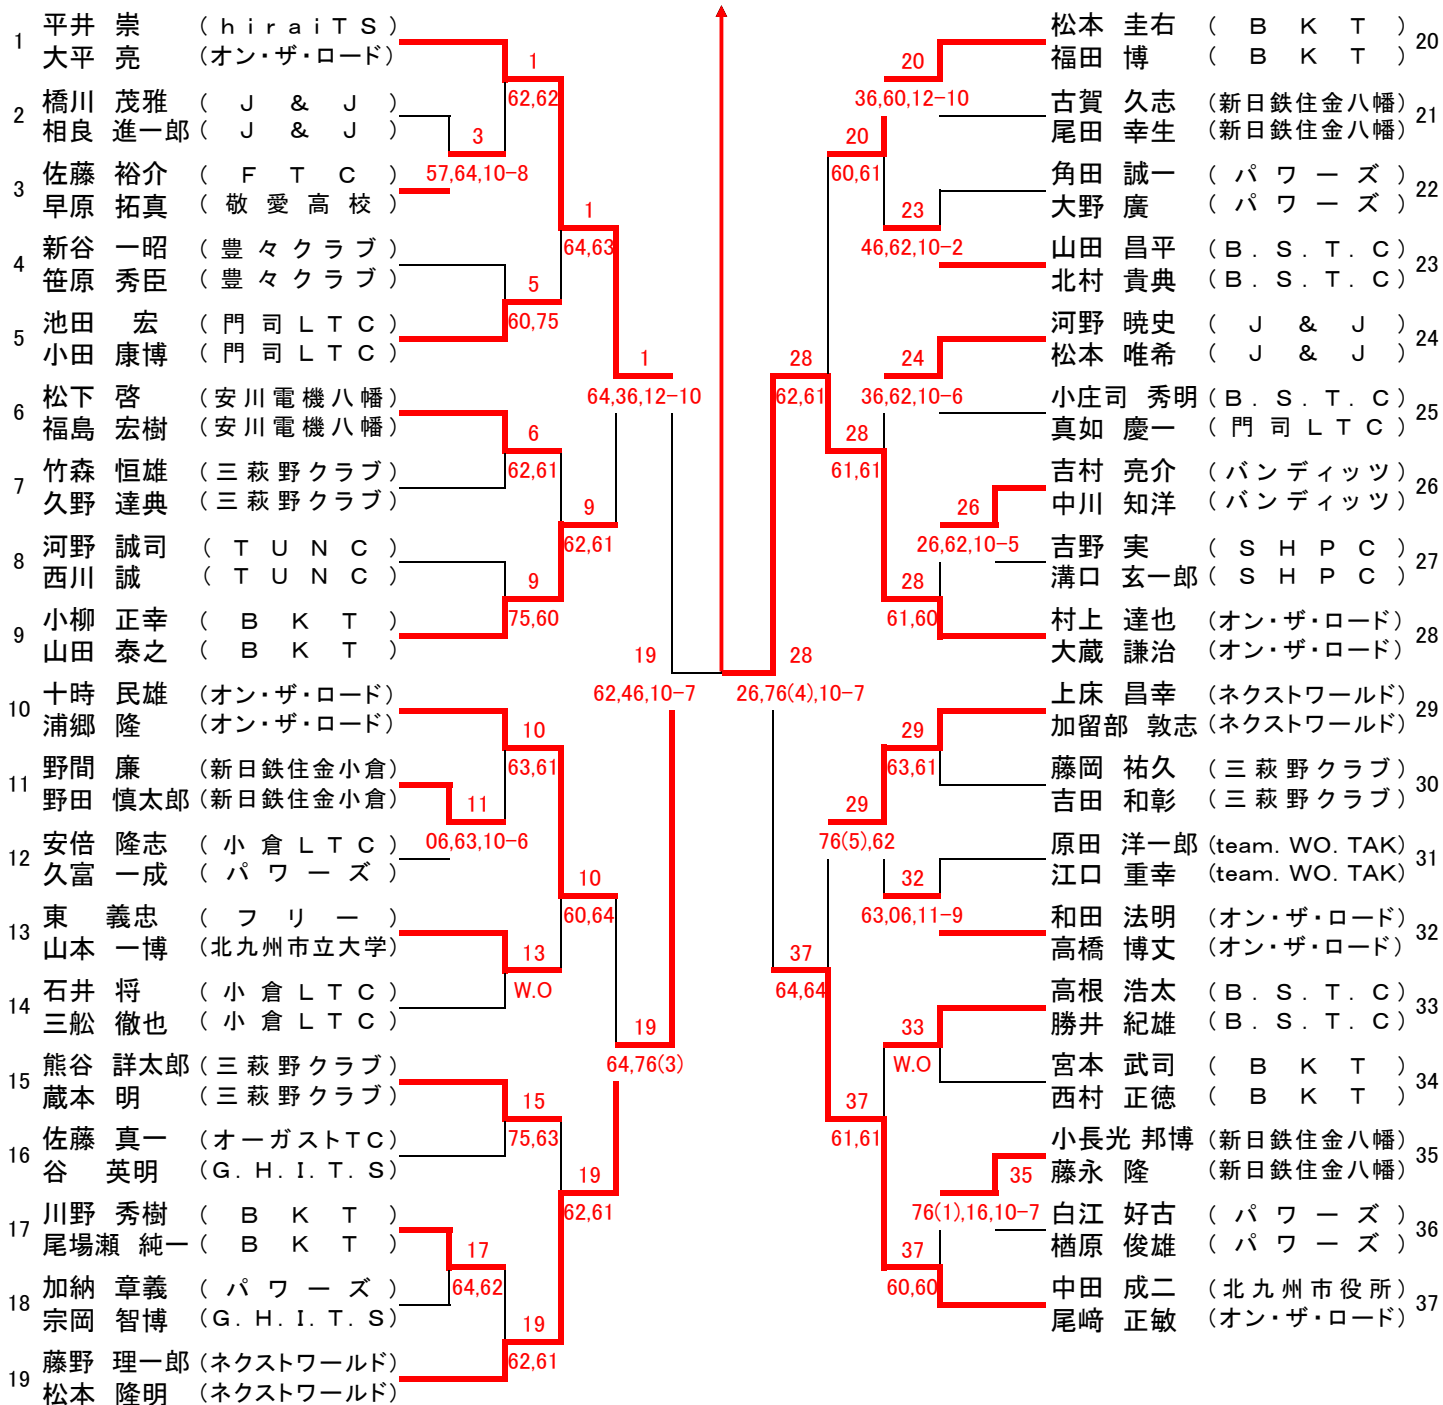 1 平井 崇 (ｈｉｒａｉＴＳ)
大平 亮 (オン・ザ・ロード)
2 橋川 茂雅 (Ｊ ＆ Ｊ)
相良 進一郎 (Ｊ ＆ Ｊ)
3 佐藤 裕介 (Ｆ Ｔ Ｃ)
早原 拓真 (敬愛高校)
4 新谷 一昭 (豊々クラブ)
笹原 秀臣 (豊々クラブ)
5 池田 宏 (門司ＬＴＣ)
小田 康博 (門司ＬＴＣ)
6 松下 啓 (安川電機八幡)
福島 宏樹 (安川電機八幡)
7 竹森 恒雄 (三萩野クラブ)
久野 達典 (三萩野クラブ)
8 河野 誠司 (Ｔ Ｕ Ｎ Ｃ)
西川 誠 (Ｔ Ｕ Ｎ Ｃ)
9 小柳 正幸 (Ｂ Ｋ Ｔ)
山田 泰之 (Ｂ Ｋ Ｔ)
10 十時 民雄 (オン・ザ・ロード)
浦郷 隆 (オン・ザ・ロード)
11 野間 廉 (新日鉄住金小倉)
野田 慎太郎 (新日鉄住金小倉)
12 安倍 隆志 (小倉ＬＴＣ)
久富 一成 (パワーズ)
13 東 義忠 (フリー)
山本 一博 (北九州市立大学)
14 石井 将 (小倉ＬＴＣ)
三舩 徹也 (小倉ＬＴＣ)
15 熊谷 詳太郎 (三萩野クラブ)
蔵本 明 (三萩野クラブ)
16 佐藤 真一 (オーガストTC)
谷 英明 (G.H.I.T.S)
17 川野 秀樹 (Ｂ Ｋ Ｔ)
尾場瀬 純一 (Ｂ Ｋ Ｔ)
18 加納 章義 (パワーズ)
宗岡 智博 (G.H.I.T.S)
19 藤野 理一郎 (ネクストワールド)
松本 隆明 (ネクストワールド)
1
62,62
3
57,64,10-8
1
64,63
5
60,75
1
64,36,12-10
6
62,61
9
62,61
9
75,60
19
62,46,10-7
10
63,61
11
06,63,10-6
10
60,64
13
W.O
19
64,76(3)
15
75,63
19
62,61
17
64,62
19
62,61
20
36,60,12-10
20
60,61
23
46,62,10-2
28
62,61
24
36,62,10-6
28
61,61
26
26,62,10-5
28
61,60
28
26,76(4),10-7
29
63,61
29
76(5),62
32
63,06,11-9
37
64,64
33
W.O
37
61,61
35
76(1),16,10-7
37
60,60
松本 圭右 (Ｂ Ｋ Ｔ) 20
福田 博 (Ｂ Ｋ Ｔ)
古賀 久志 (新日鉄住金八幡) 21
尾田 幸生 (新日鉄住金八幡)
角田 誠一 (パワーズ) 22
大野 廣 (パワーズ)
山田 昌平 (B.S.T.C) 23
北村 貴典 (B.S.T.C)
河野 暁史 (Ｊ ＆ Ｊ) 24
松本 唯希 (Ｊ ＆ Ｊ)
小庄司 秀明 (B.S.T.C) 25
真如 慶一 (門司ＬＴＣ)
吉村 亮介 (バンディッツ) 26
中川 知洋 (バンディッツ)
吉野 実 (Ｓ Ｈ Ｐ Ｃ) 27
溝口 玄一郎 (Ｓ Ｈ Ｐ Ｃ)
村上 達也 (オン・ザ・ロード) 28
大蔵 謙治 (オン・ザ・ロード)
上床 昌幸 (ネクストワールド) 29
加留部 敦志 (ネクストワールド)
藤岡 祐久 (三萩野クラブ) 30
吉田 和彰 (三萩野クラブ)
原田 洋一郎 (team. WO. TAK) 31
江口 重幸 (team. WO. TAK)
和田 法明 (オン・ザ・ロード) 32
高橋 博丈 (オン・ザ・ロード)
高根 浩太 (B.S.T.C) 33
勝井 紀雄 (B.S.T.C)
宮本 武司 (Ｂ Ｋ Ｔ) 34
西村 正徳 (Ｂ Ｋ Ｔ)
小長光 邦博 (新日鉄住金八幡) 35
藤永 隆 (新日鉄住金八幡)
白江 好古 (パワーズ) 36
楢原 俊雄 (パワーズ)
中田 成二 (北九州市役所) 37
尾﨑 正敏 (オン・ザ・ロード)